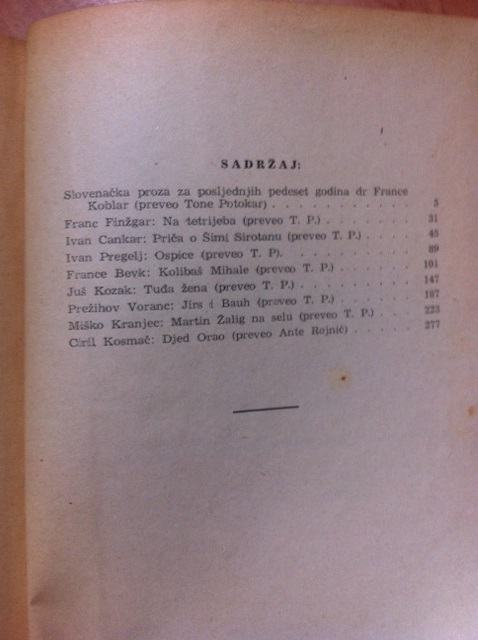 SADRŽAJ:
Slovenačka proza za posljednjih pedeset godina dr France
Koblar (preveo Tone Potokar) . . . . . . . . . . . 5
Franc Finžgar: Na tetrijeba (preveo T. P.) . . . . . . . 31
Ivan Cankar: Priča o Šimi Sirotanu (preveo T. P.) . . . . 45
Ivan Pregelj: Ospice (preveo T. P). . . . . . . . . . 89
France Bevk: Kolibaš Mihale (preveo T. P.) . . . . . . 101
Juš Kozak: Tuđa žena (preveo T. P.) . . . . . . . . . 147
Prežihov Voranc: Jirs i Bauh (preveo T. P.) . . . . . . 187
Miško Kranjec: Martin Žalig na selu (preveo T. P.) . . . 223
Ciril Kosmač: Djed Orao (preveo Ante Rojnić) . . . . . 277